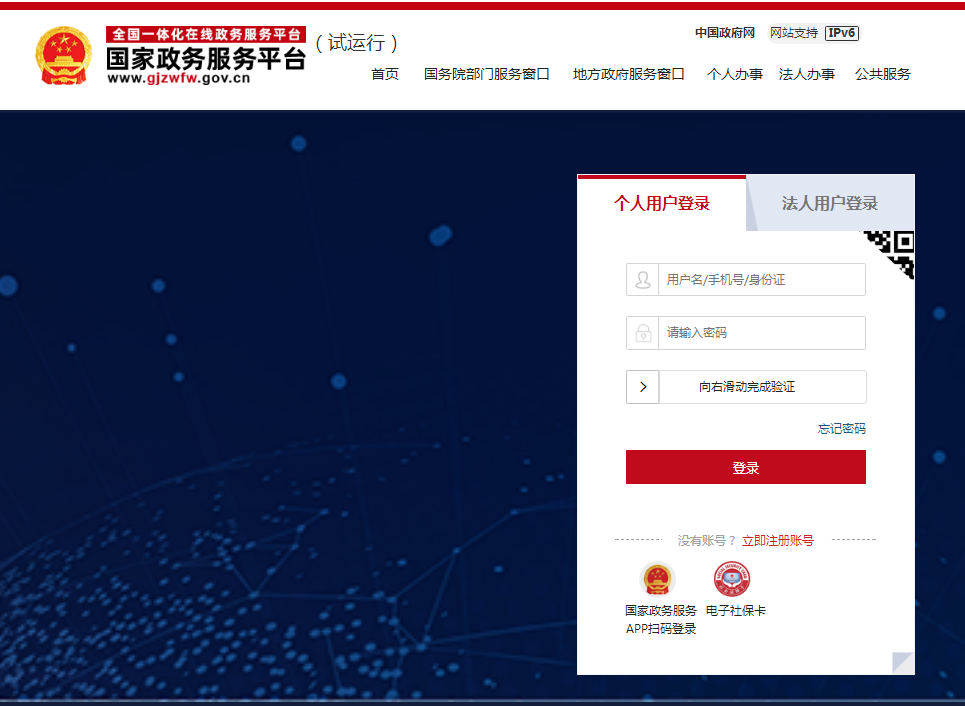 全国一体化在线政务服务平台
国家政务服务平台
（试运行）
www.gjzwfw.gov.cn
中国政府网 网站支持 IPv6
首页 国务院部门服务窗口 地方政府服务窗口 个人办事 法人办事 公共服务
个人用户登录 法人用户登录
用户名/手机号/身份证
请输入密码
> 向右滑动完成验证
忘记密码
登录
没有账号？ 立即注册账号
国家政务服务
APP扫码登录
电子社保卡